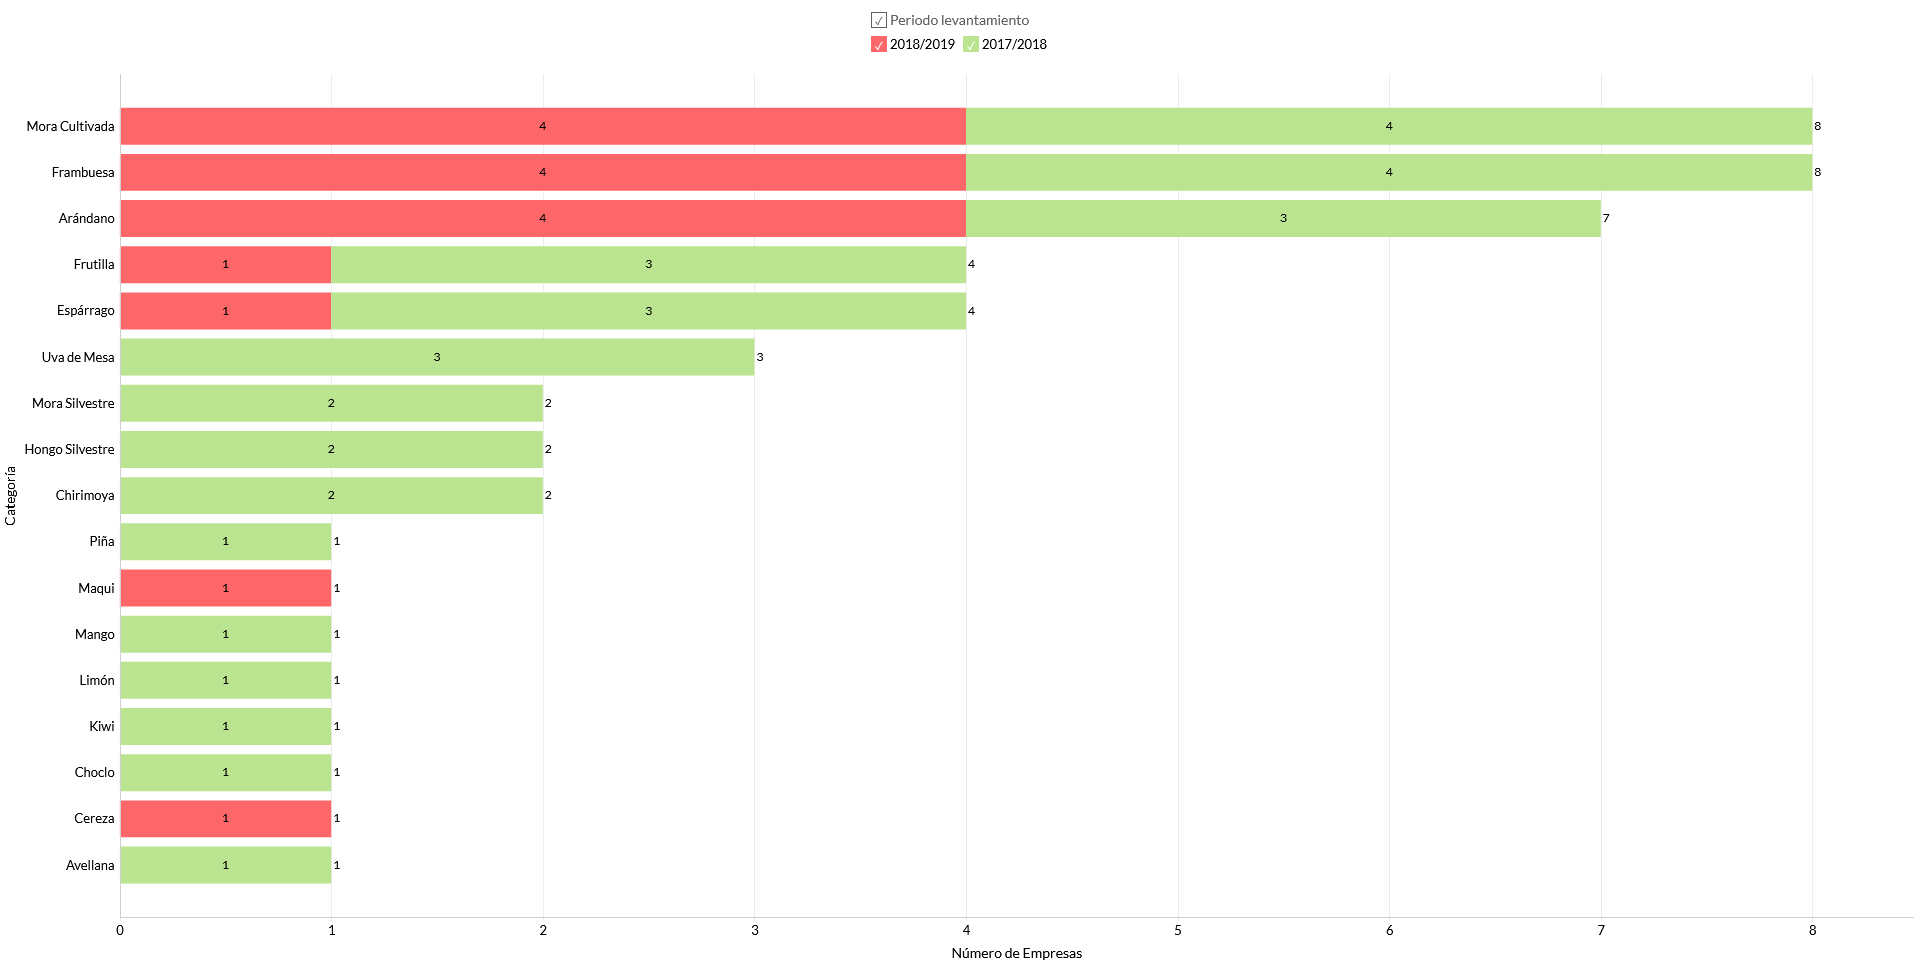 Periodo levantamiento
2018/2019 2017/2018
Categoría
Mora Cultivada 4 4 8
Frambuesa 4 4 8
Arándano 4 3 7
Frutilla 1 3 4
Espárrago 1 3 4
Uva de Mesa 3 3
Mora Silvestre 2 2
Hongo Silvestre 2 2
Chirimoya 2 2
Piña 1 1
Maqui 1 1
Mango 1 1
Limón 1 1
Kiwi 1 1
Choclo 1 1
Cereza 1 1
Avellana 1 1
0 1 2 3 4 5 6 7 8
Número de Empresas